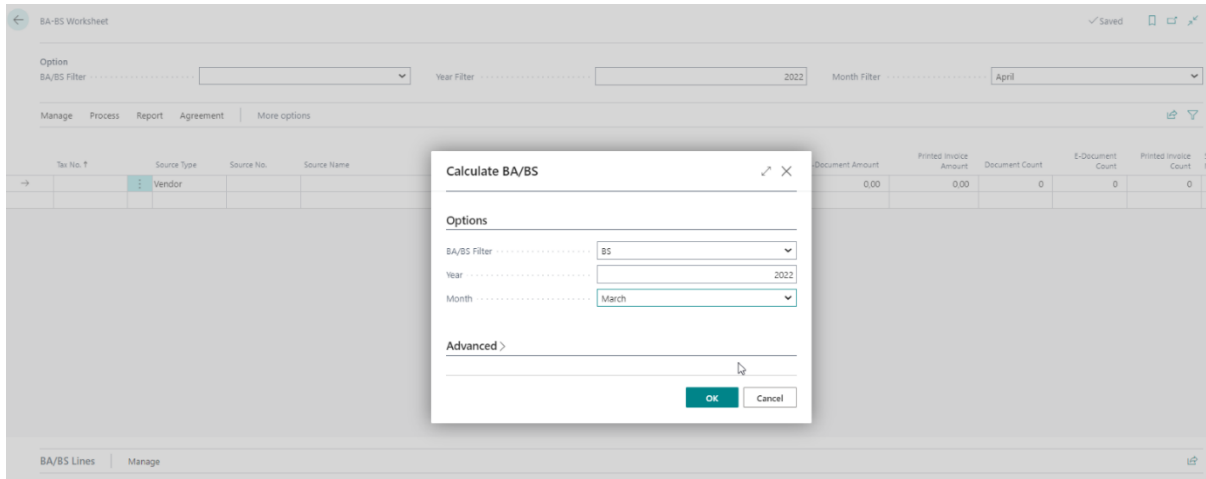 BA-BS Worksheet
Saved
Option
BA/BS Filter
Year Filter 2022
Month Filter April
Manage Process Report Agreement More options
Tax No. ↑ Source Type Source No. Source Name -Document Amount Printed Invoice Amount Document Count E-Document Count Printed Invoice Count
Vendor 0,00 0,00 0 0 0
Calculate BA/BS
Options
BA/BS Filter BS
Year 2022
Month March
Advanced >
OK Cancel
BA/BS Lines Manage